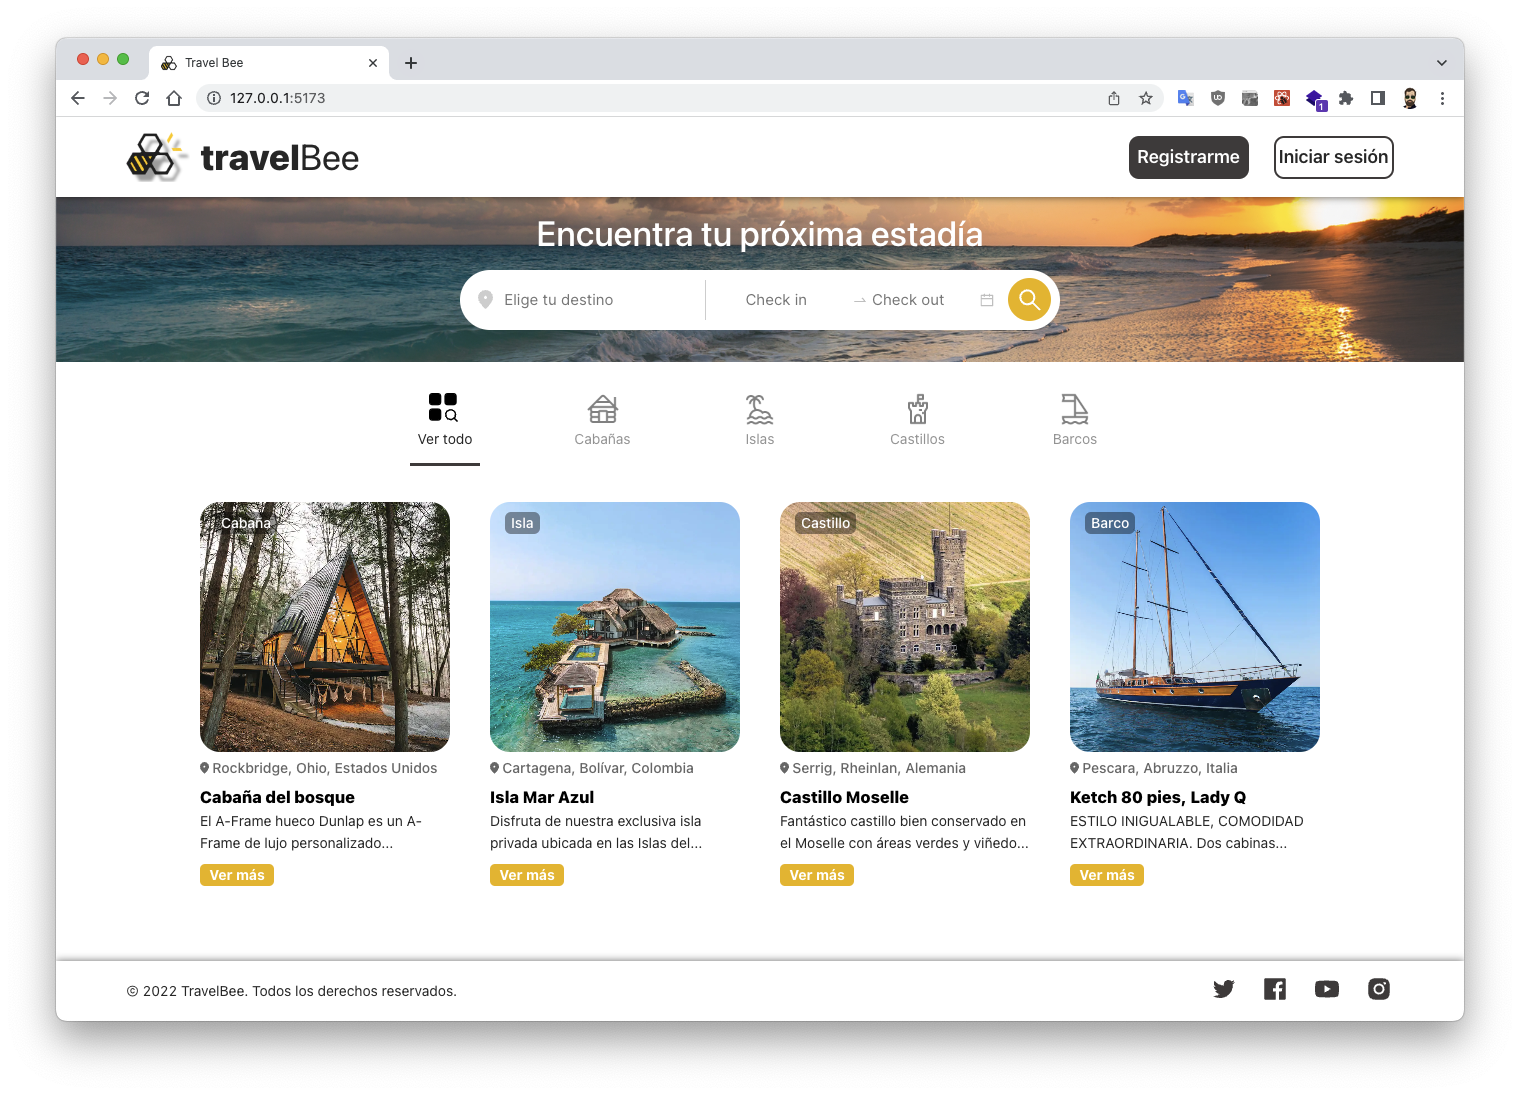 Travel Bee
127.0.0.1:5173
1
travelBee
Registrarme
Iniciar sesión
Encuentra tu próxima estadía
Elige tu destino
Check in
Check out
Ver todo
Cabañas
Islas
Castillos
Barcos
Cabaña
Rockbridge, Ohio, Estados Unidos
Cabaña del bosque
El A-Frame hueco Dunlap es un A-
Frame de lujo personalizado...
Ver más
Isla
Cartagena, Bolívar, Colombia
Isla Mar Azul
Disfruta de nuestra exclusiva isla
privada ubicada en las Islas del...
Ver más
Castillo
Serrig, Rheinlan, Alemania
Castillo Moselle
Fantástico castillo bien conservado en
el Moselle con áreas verdes y viñedo...
Ver más
Barco
Pescara, Abruzzo, Italia
Ketch 80 pies, Lady Q
ESTILO INIGUALABLE, COMODIDAD
EXTRAORDINARIA. Dos cabinas...
Ver más
© 2022 TravelBee. Todos los derechos reservados.